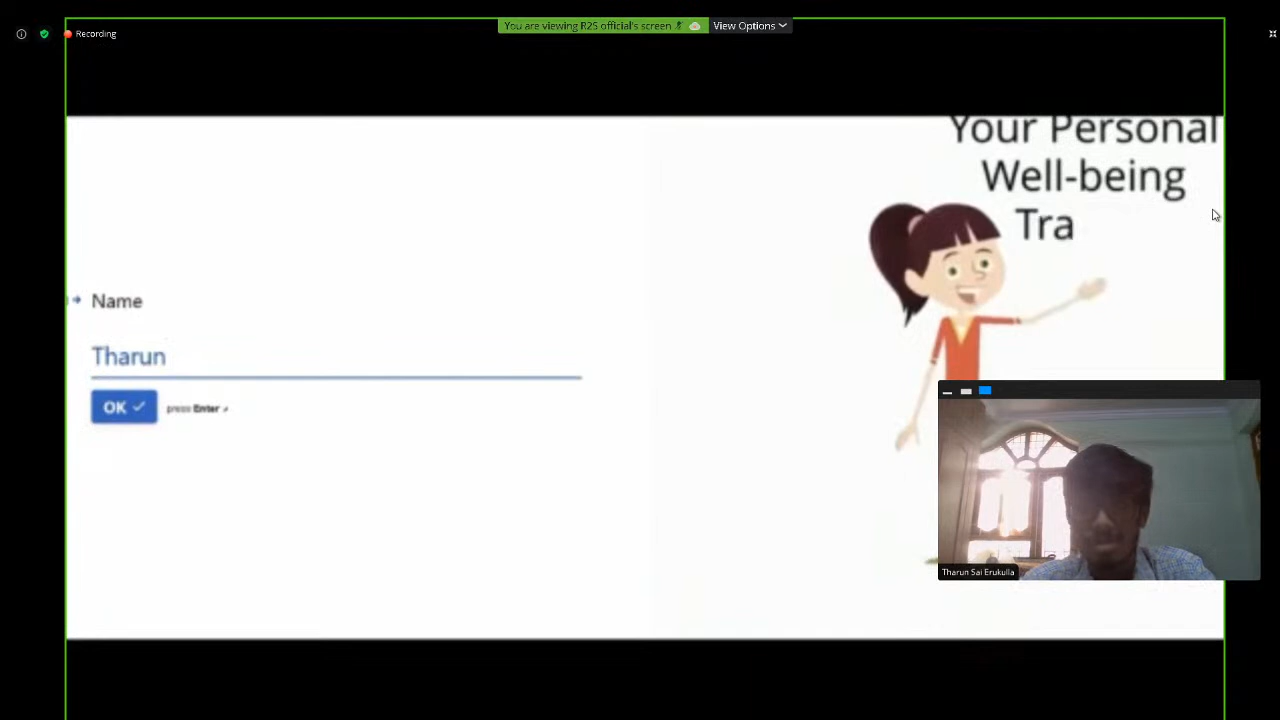 You are viewing R25 official's screen
View Options
Recording
Your Personal
Well-being
Tra
Name
Tharun
OK
press Enter
Tharun Sai Erukulla